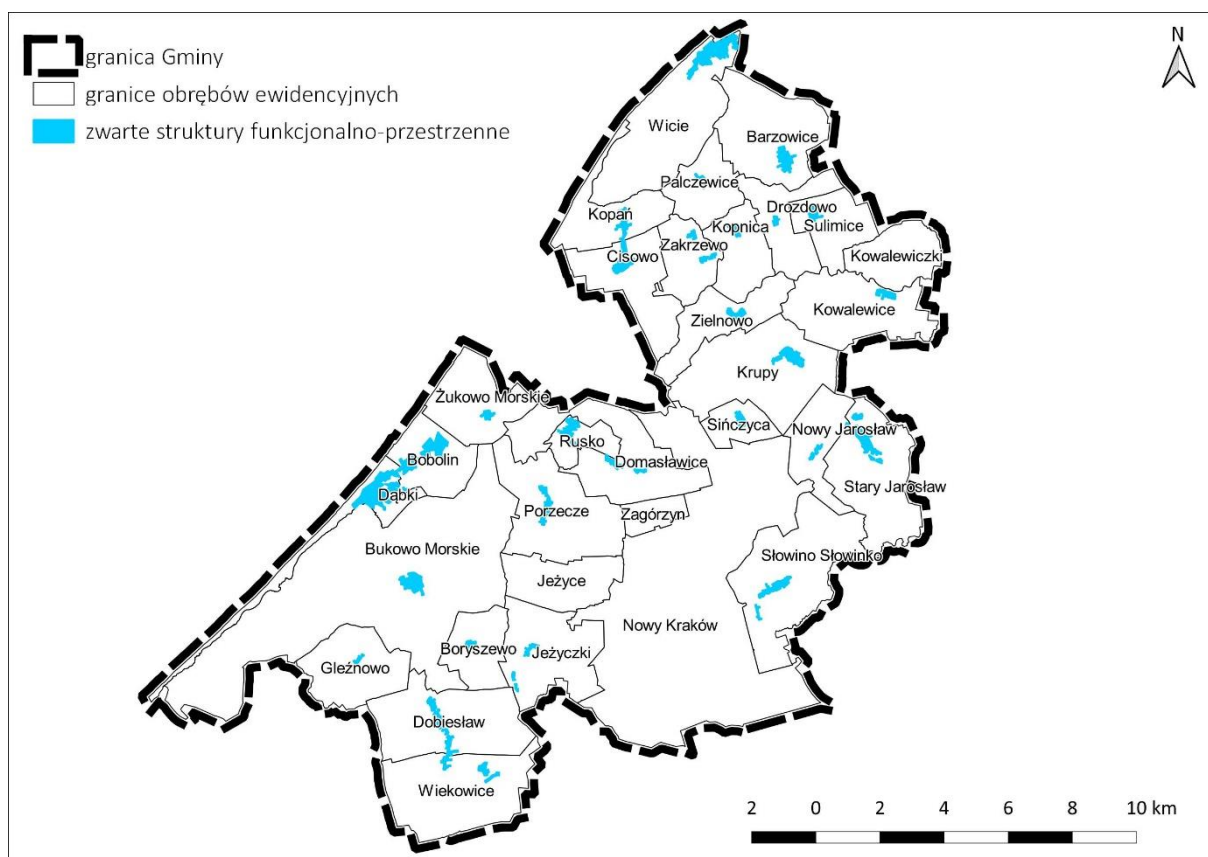 granica Gminy
granice obrębów ewidencyjnych
zwarte struktury funkcjonalno-przestrzenne
N
Wicie
Barzowice
Palczewice
Kopań
Drozdowo
Kopnica
Sulimice
Zakrzewo
Cisowo
Kowalewiczki
Kowalewice
Zielnowo
Krupy
Żukowo Morskie
Sińczyca
Nowy Jarosław
Rusko
Bobolin
Domasławice
Stary Jarosław
Dąbki
Porzecze
Zagórzyn
Bukowo Morskie
Słowino Słowinko
Jeżyce
Nowy Kraków
Boryszewo
Jeżyczki
Gleźnowo
Dobiesław
Wiekowice
2 0 2 4 6 8 10 km